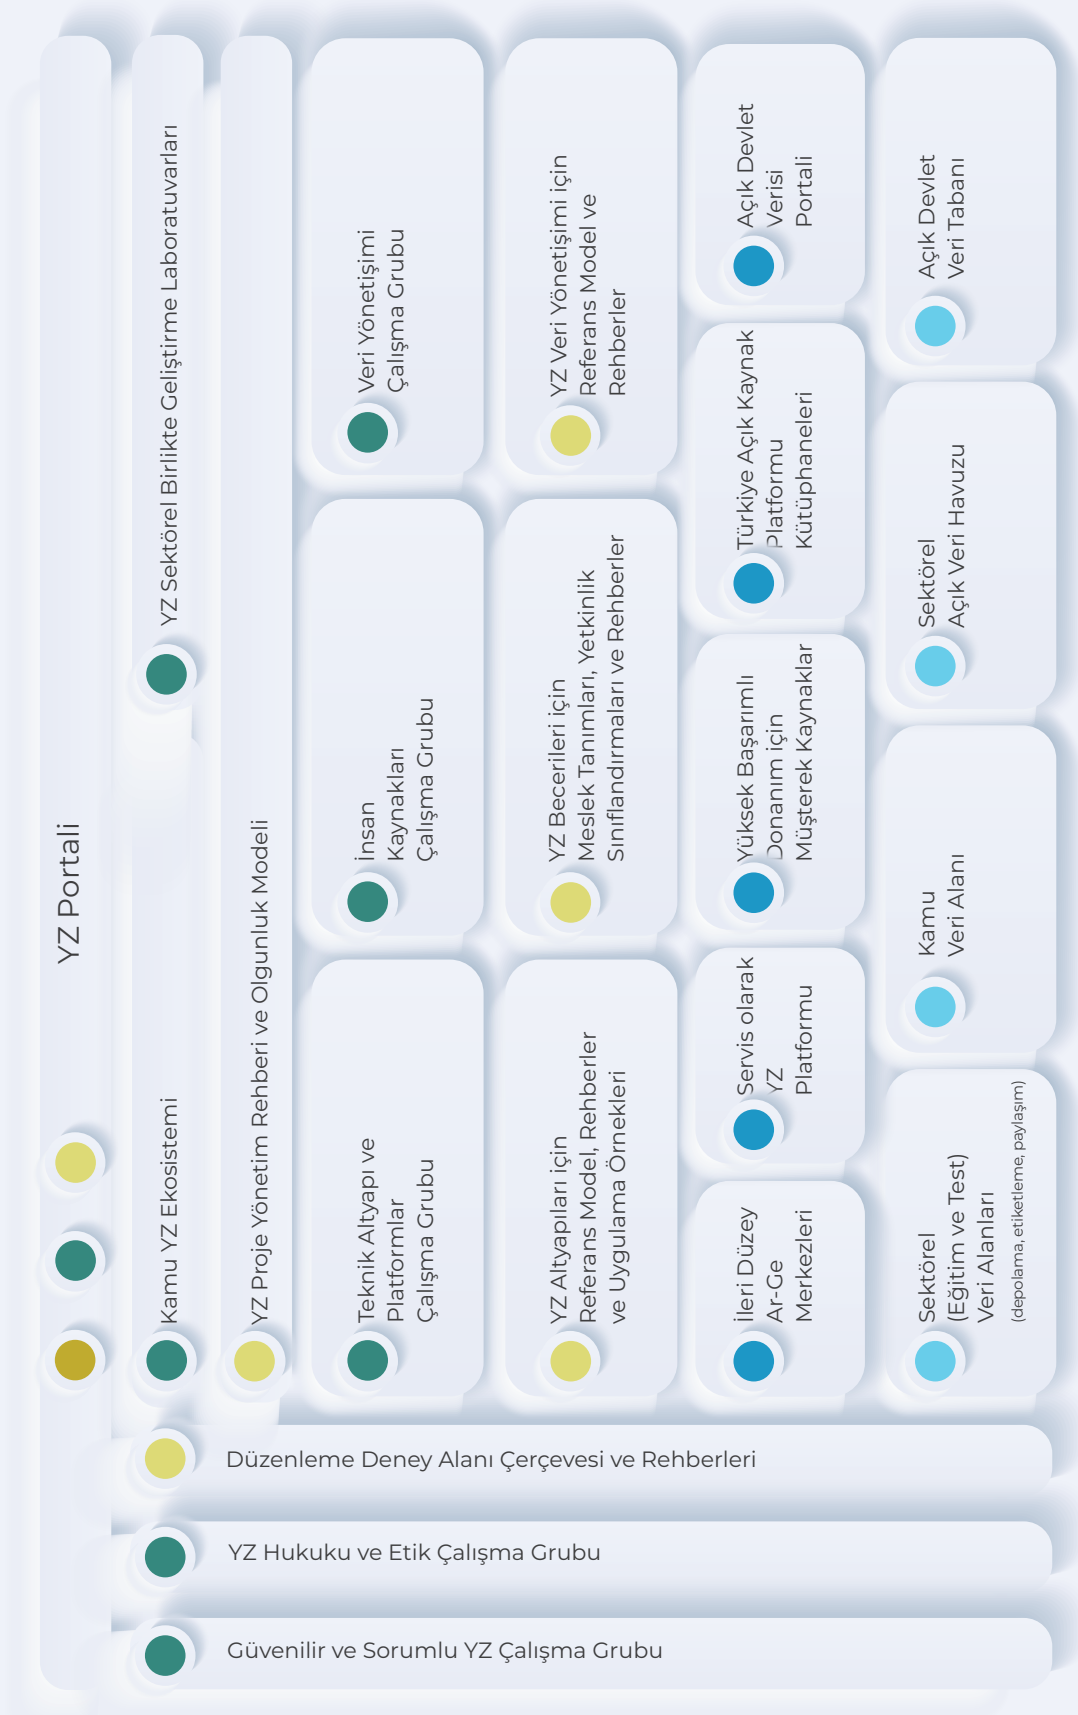 YZ Portali
Kamu YZ Ekosistemi
YZ Sektörel Birlikte Geliştirme Laboratuvarları
YZ Proje Yönetim Rehberi ve Olgunluk Modeli
Teknik Altyapı ve
Platformlar
Çalışma Grubu
İnsan
Kaynakları
Çalışma Grubu
Veri Yönetişimi
Çalışma Grubu
YZ Altyapıları için
Referans Model, Rehberler
ve Uygulama Örnekleri
YZ Becerileri için
Meslek Tanımları, Yetkinlik
Sınıflandırmaları ve Rehberler
YZ Veri Yönetişimi için
Referans Model ve
Rehberler
İleri Düzey
Ar-Ge
Merkezleri
Servis olarak
YZ
Platformu
Yüksek Başarımlı
Donanım için
Müşterek Kaynaklar
Türkiye Açık Kaynak
Platformu
Kütüphaneleri
Açık Devlet
Verisi
Portali
Sektörel
(Eğitim ve Test)
Veri Alanları
(depolama, etiketleme, paylaşım)
Kamu
Veri Alanı
Sektörel
Açık Veri Havuzu
Açık Devlet
Veri Tabanı
Düzenleme Deney Alanı Çerçevesi ve Rehberleri
YZ Hukuku ve Etik Çalışma Grubu
Güvenilir ve Sorumlu YZ Çalışma Grubu